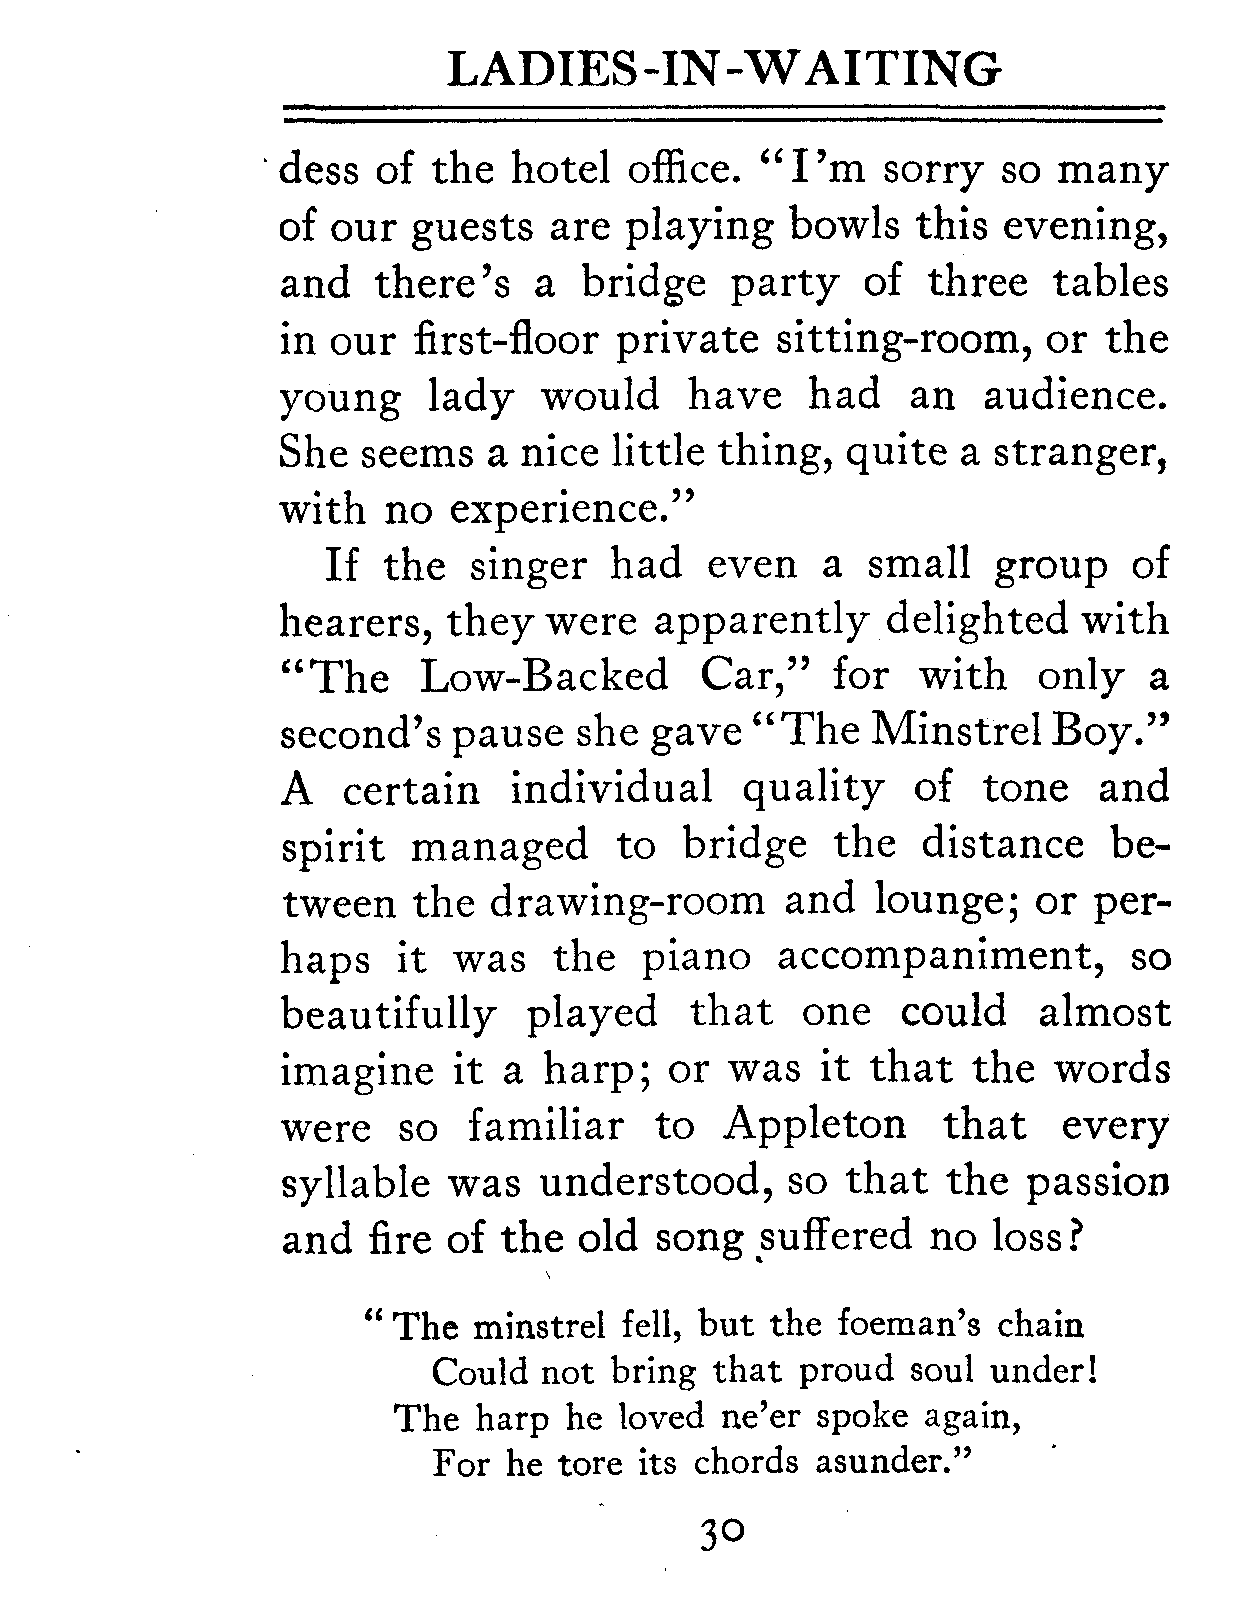 LADIES-IN-WAITING
dess of the hotel office. "I'm sorry so many
of our guests are playing bowls this evening,
and there's a bridge party of three tables
in our first-floor private sitting-room, or the
young lady would have had an audience.
She seems a nice little thing, quite a stranger,
with no experience."
If the singer had even a small group of
hearers, they were apparently delighted with
"The Low-Backed Car," for with only a
second's pause she gave "The Minstrel Boy."
A certain individual quality of tone and
spirit managed to bridge the distance be-
tween the drawing-room and lounge; or per-
haps it was the piano accompaniment, so
beautifully played that one could almost
imagine it a harp; or was it that the words
were so familiar to Appleton that every
syllable was understood, so that the passion
and fire of the old song suffered no loss?
"The minstrel fell, but the foeman's chain
Could not bring that proud soul under!
The harp he loved ne'er spoke again,
For he tore its chords asunder."
30